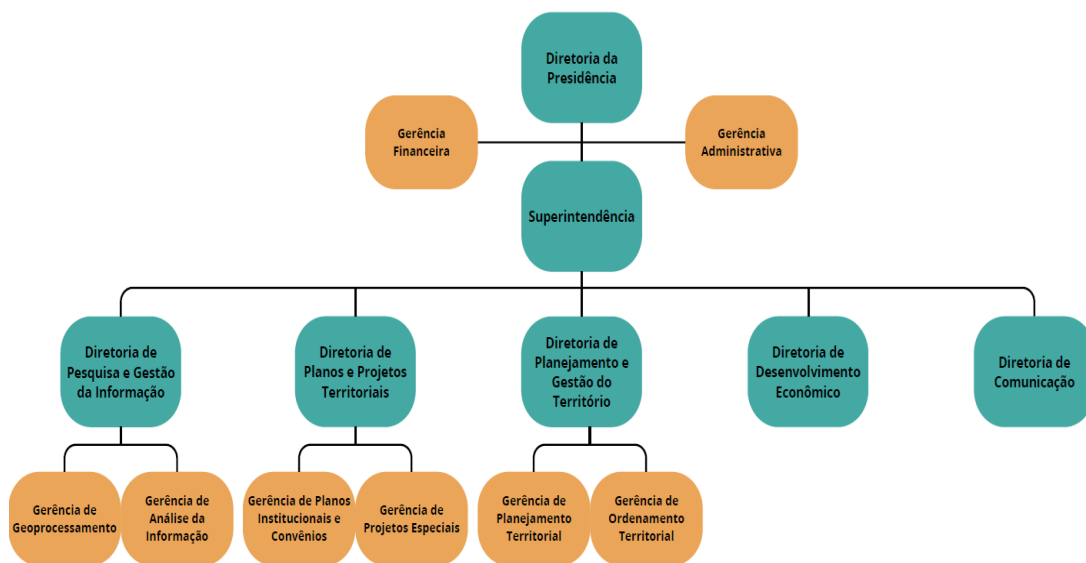 Diretoria da
Presidência
Gerência
Financeira
Gerência
Administrativa
Superintendência
Diretoria de
Pesquisa e Gestão
da Informação
Diretoria de
Planos e Projetos
Territoriais
Diretoria de
Planejamento e
Gestão do
Território
Diretoria de
Desenvolvimento
Econômico
Diretoria de
Comunicação
Gerência de
Geoprocessamento
Gerência de
Análise da
Informação
Gerência de Planos
Institucionais e
Convênios
Gerência de
Projetos Especiais
Gerência de
Planejamento
Territorial
Gerência de
Ordenamento
Territorial